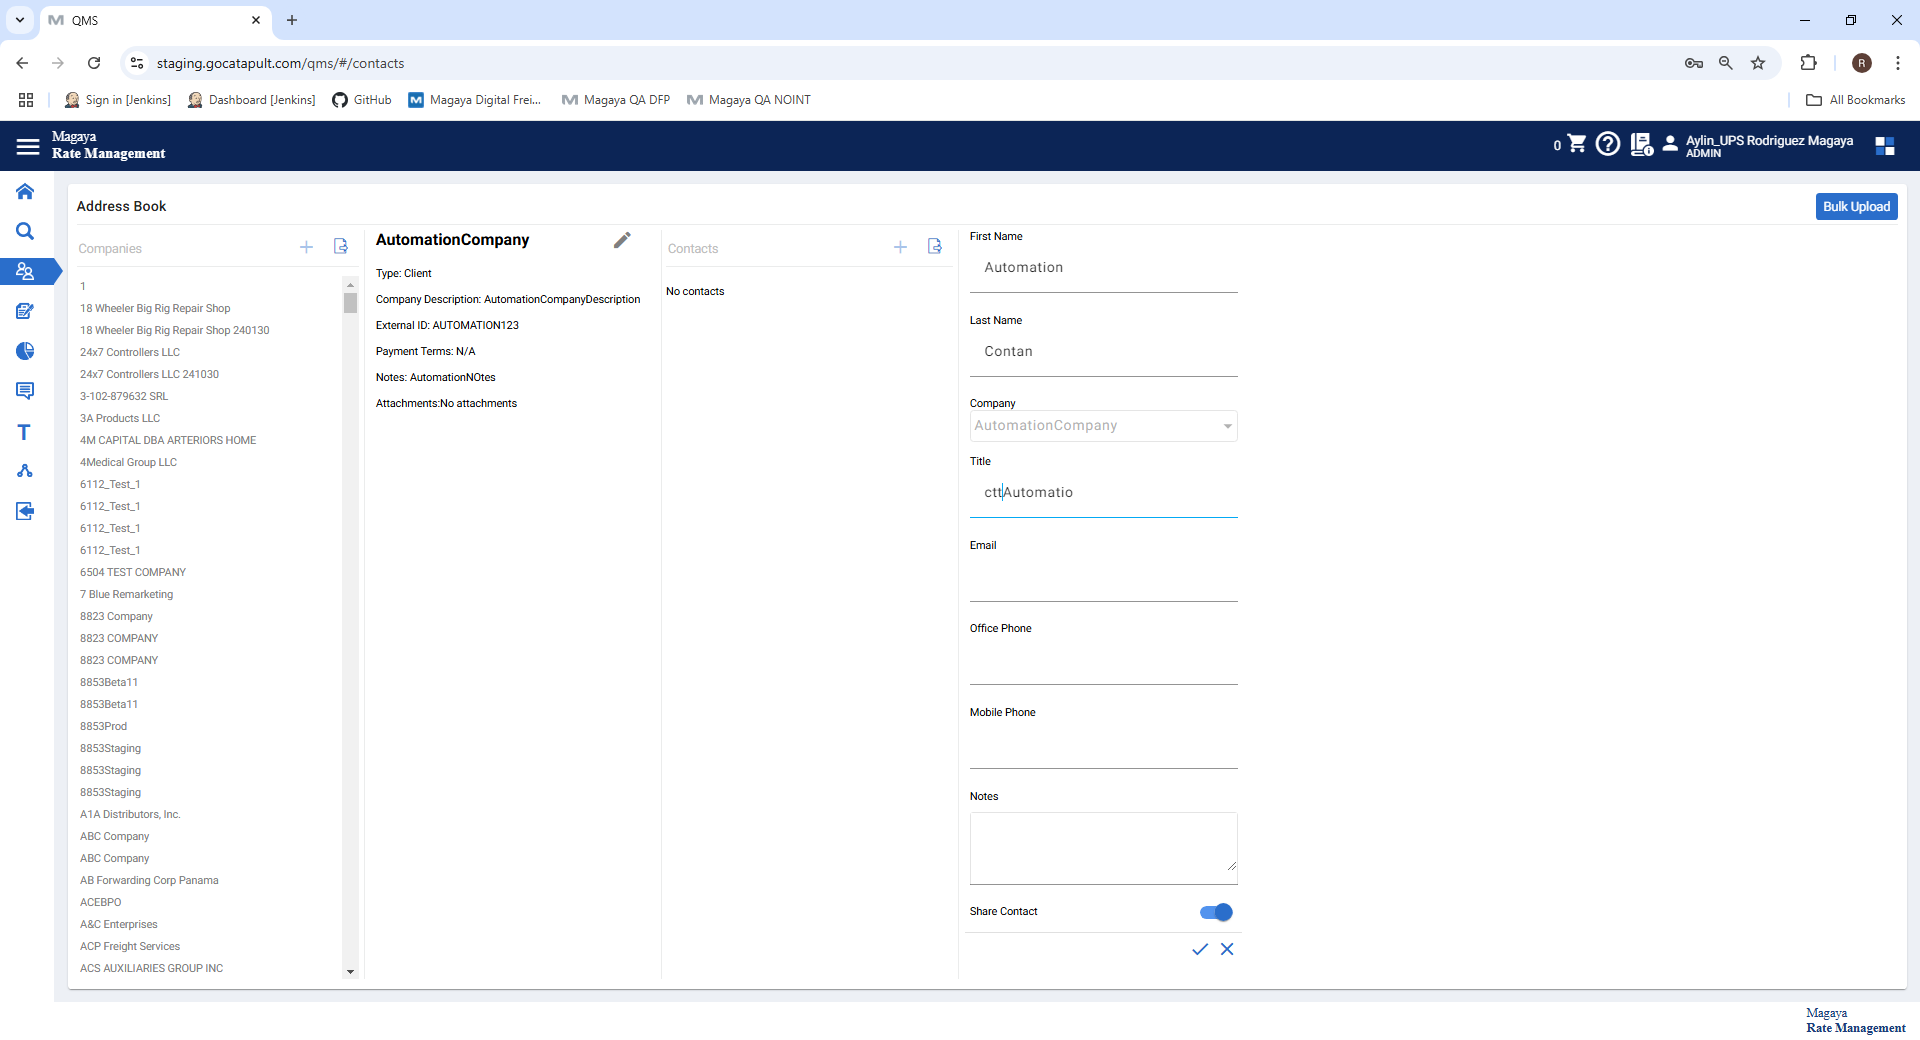 QMS
staging.gocatapult.com/qms/#/contacts
R
Sign in [Jenkins]
Dashboard [Jenkins]
GitHub
Magaya Digital Frei...
Magaya QA DFP
Magaya QA NOINT
All Bookmarks
Magaya
Rate Management
0
Aylin_UPS Rodriguez Magaya
ADMIN
Address Book
Bulk Upload
Companies
1
18 Wheeler Big Rig Repair Shop
18 Wheeler Big Rig Repair Shop 240130
24x7 Controllers LLC
24x7 Controllers LLC 241030
3-102-879632 SRL
3A Products LLC
4M CAPITAL DBA ARTERIORS HOME
4Medical Group LLC
6112_Test_1
6112_Test_1
6112_Test_1
6112_Test_1
6504 TEST COMPANY
7 Blue Remarketing
8823 Company
8823 COMPANY
8823 COMPANY
8853Beta11
8853Beta11
8853Prod
8853Staging
8853Staging
8853Staging
A1A Distributors, Inc.
ABC Company
ABC Company
AB Forwarding Corp Panama
ACEBPO
A&C Enterprises
ACP Freight Services
ACS AUXILIARIES GROUP INC
AutomationCompany
Type: Client
Company Description: AutomationCompanyDescription
External ID: AUTOMATION123
Payment Terms: N/A
Notes: AutomationNOtes
Attachments:No attachments
Contacts
No contacts
First Name
Automation
Last Name
Contan
Company
AutomationCompany
Title
cttAutomatio
Email
Office Phone
Mobile Phone
Notes
Share Contact
Magaya
Rate Management